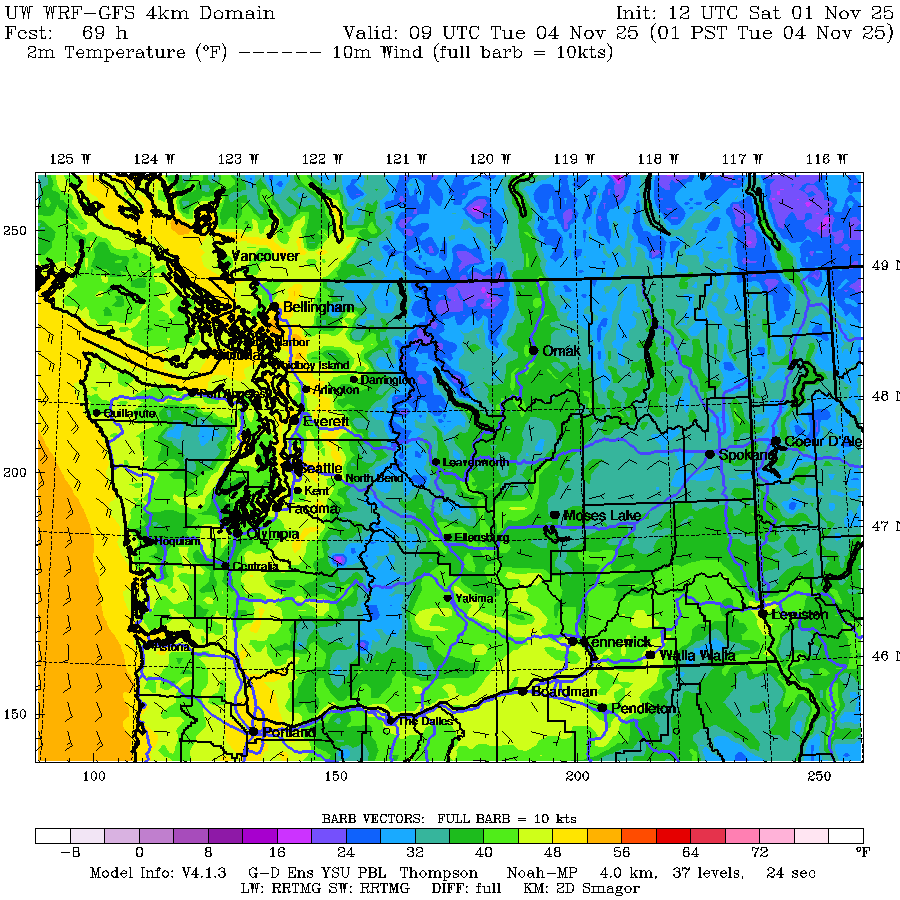 UW WRF-GFS 4km Domain Init: 12 UTC Sat 01 Nov 25
Fcst: 69 h Valid: 09 UTC Tue 04 Nov 25 (01 PST Tue 04 Nov 25)
2m Temperature (°F) ------ 10m Wind (full barb = 10kts)
125 W 124 W 123 W 122 W 121 W 120 W 119 W 118 W 117 W 116 W
250
Vancouver
49 N
Bellingham
Harbor
Omak
Island
Darrington
Arlington
48 N
Quillayute
Everett
Coeur D'Ale
Spokane
Leavenworth
200
Seattle
North Bend
Kent
Tacoma
Moses Lake
47 N
Olympia
Hoquiam
Ellensburg
Centralia
Yakima
Lewiston
Kennewick
Astoria
Walla Walla
46 N
Boardman
Pendleton
150
The Dalles
Portland
100 150 200 250
BARB VECTORS: FULL BARB = 10 kts
-8 0 8 16 24 32 40 48 56 64 72 °F
Model Info: V4.1.3 G-D Ens YSU PBL Thompson Noah-MP 4.0 km, 37 levels, 24 sec
LW: RRTMG SW: RRTMG DIFF: full KM: 2D Smagor